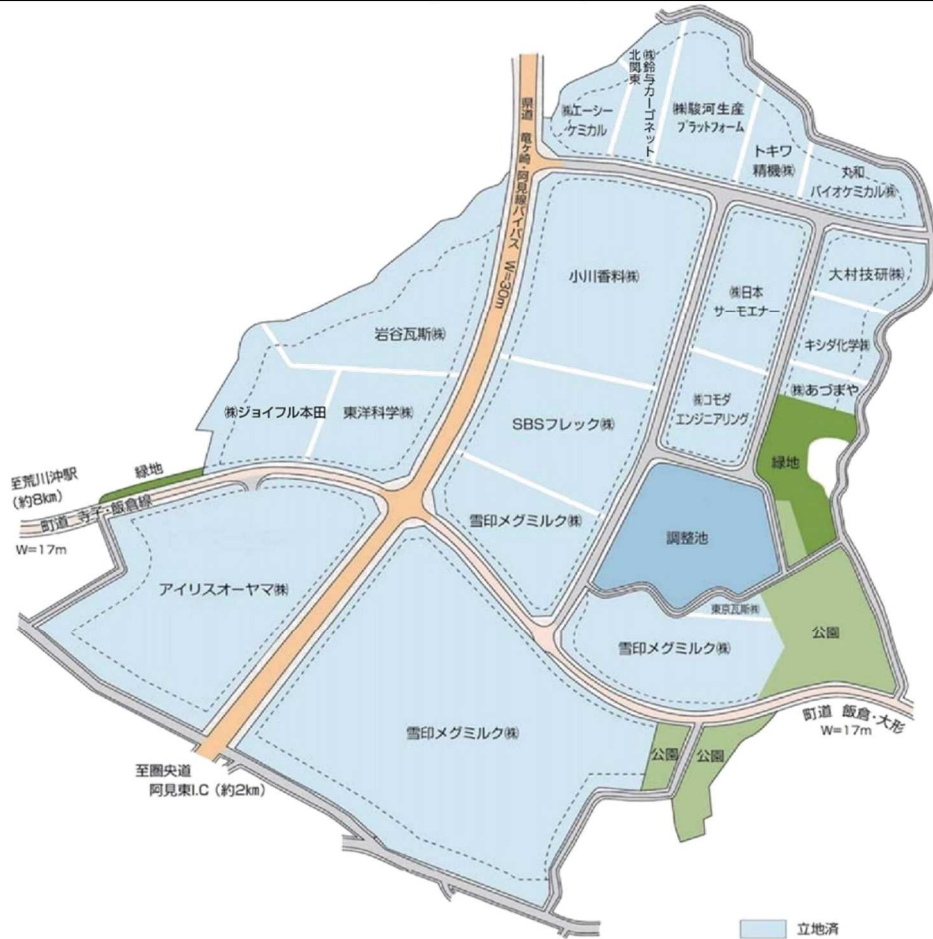 ㈱エーシー
ケミカル
㈱鈴与カーゴネット
北関東
㈱駿河生産
プラットフォーム
トキワ
精機㈱
丸和
バイオケミカル㈱
県道 竜ヶ崎・阿見線バイパス W=30m
小川香料㈱
㈱日本
サーモエナー
大村技研㈱
キシダ化学㈱
㈱あづまや
岩谷瓦斯㈱
㈱ジョイフル本田
東洋科学㈱
SBSフレック㈱
㈱コモダ
エンジニアリング
緑地
至荒川沖駅
(約8km)
緑地
町道 寺子・飯倉線
W=17m
雪印メグミルク㈱
調整池
アイリスオーヤマ㈱
東京瓦斯㈱
雪印メグミルク㈱
公園
町道 飯倉・大形
W=17m
雪印メグミルク㈱
公園
公園
至圏央道
阿見東I.C(約2km)
立地済